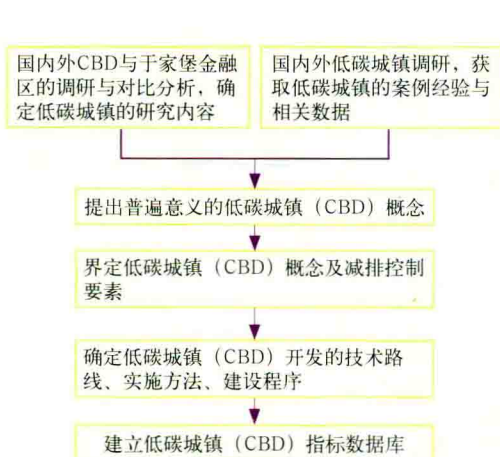 国内外CBD与于家堡金融
区的调研与对比分析，确
定低碳城镇的研究内容
国内外低碳城镇调研，获
取低碳城镇的案例经验与
相关数据
提出普遍意义的低碳城镇（CBD）概念
界定低碳城镇（CBD）概念及减排控制
要素
确定低碳城镇（CBD）开发的技术路
线、实施方法、建设程序
建立低碳城镇（CBD）指标数据库